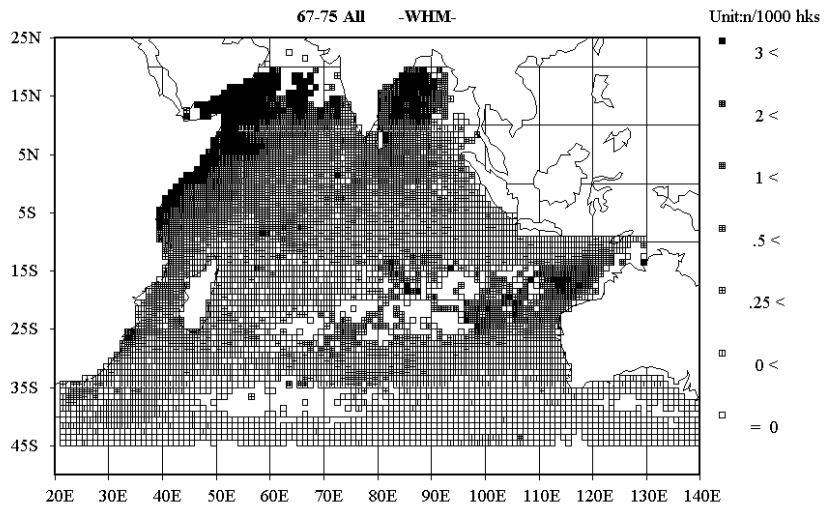 67-75 All -WHM- Unit:n/1000 hks
25N
15N
5N
5S
15S
25S
35S
45S
20E 30E 40E 50E 60E 70E 80E 90E 100E 110E 120E 130E 140E
3 <
2 <
1 <
.5 <
.25 <
0 <
= 0